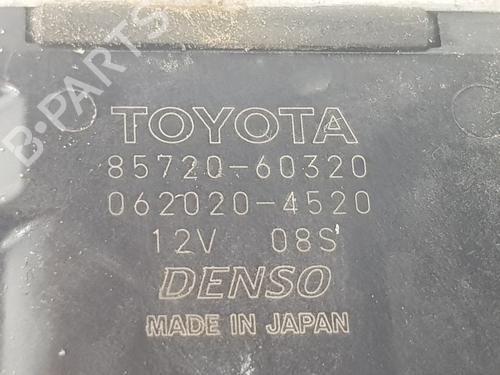 B-PARTS
TOYOTA
85720-60320
062020-4520
12V 08S
DENSO
MADE IN JAPAN